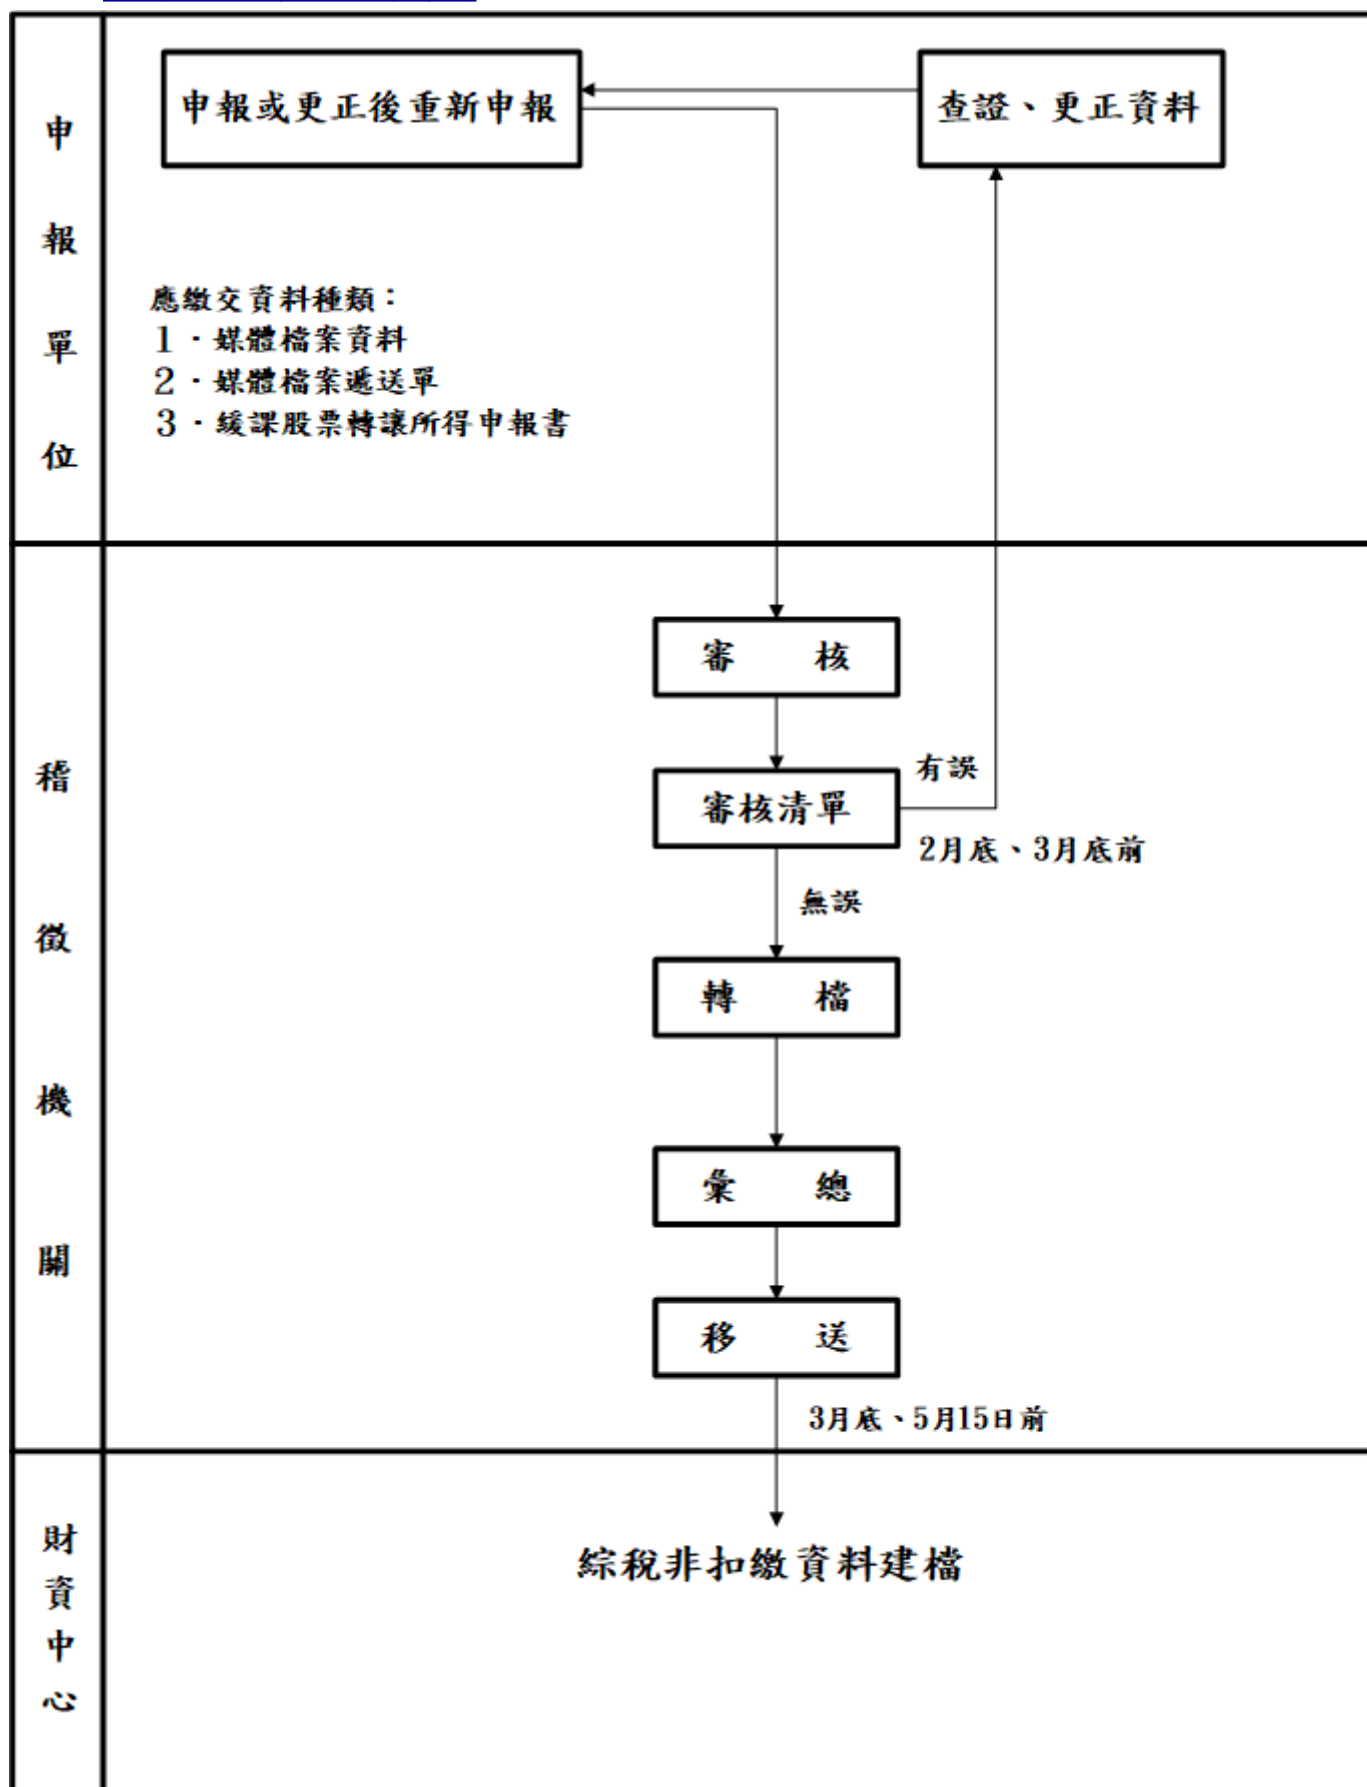 申報單位
申報或更正後重新申報
查證、更正資料
應繳交資料種類：
1．媒體檔案資料
2．媒體檔案遞送單
3．緩課股票轉讓所得申報書
稽徵機關
審　　核
審核清單
有誤
2月底、3月底前
無誤
轉　　檔
彙　　總
移　　送
3月底、5月15日前
財資中心
綜稅非扣繳資料建檔